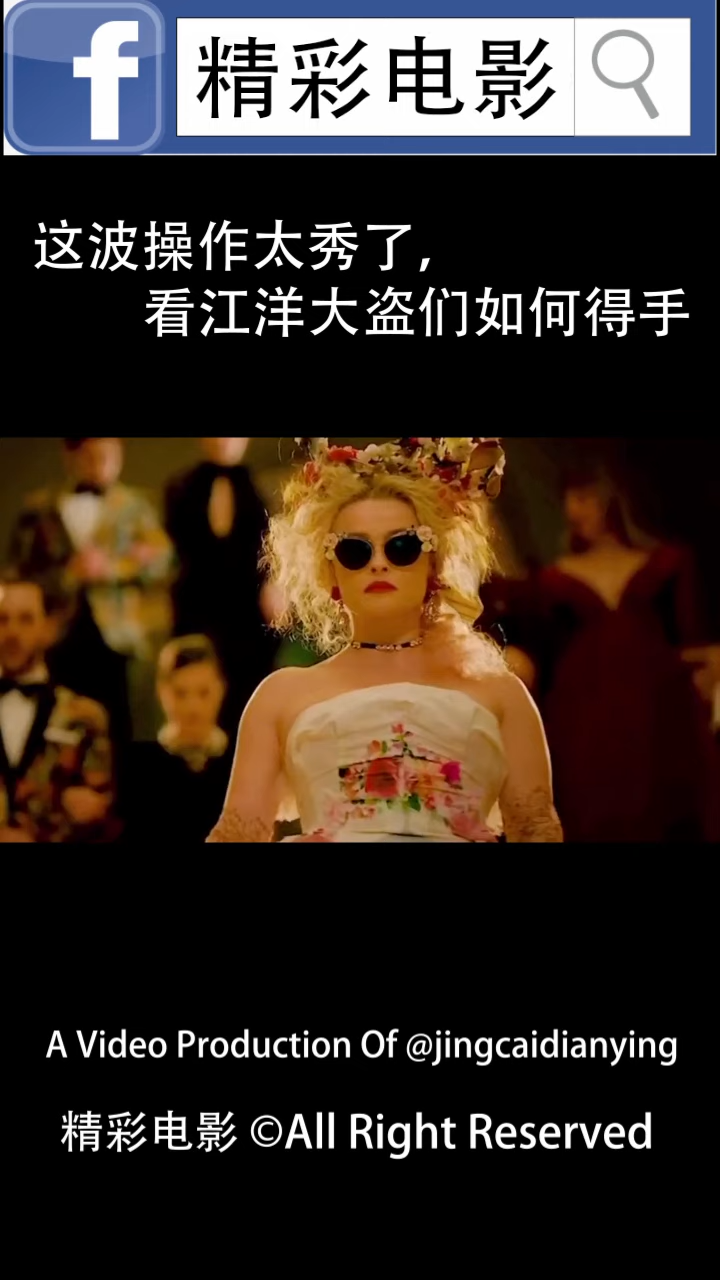 f 精彩电影
这波操作太秀了,
看江洋大盗们如何得手
A Video Production Of @jingcaidianying
精彩电影 ©All Right Reserved